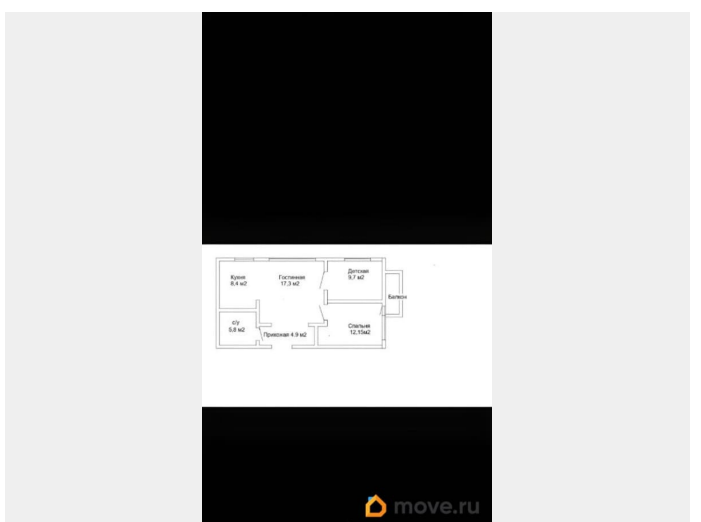 Кухня
8,4 м2
Гостинная
17,3 м2
Детская
9,7 м2
Балкон
с/у
5,8 м2
Прихожая 4.9 м2
Спальня
12,15м2
move.ru